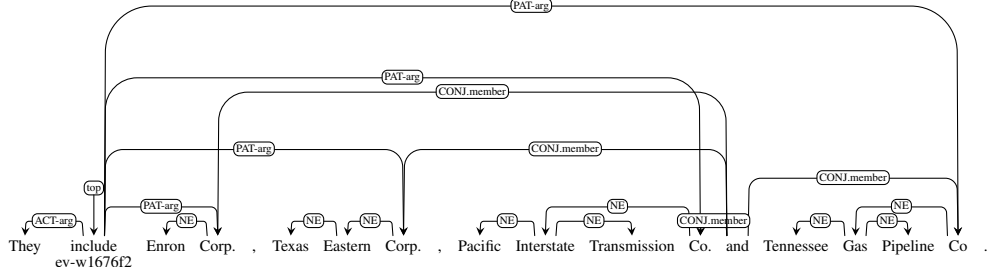 PAT-arg
PAT-arg
CONJ.member
PAT-arg CONJ.member
top CONJ.member
ACT-arg PAT-arg NE NE NE NE NE NE CONJ.member NE NE NE
They include Enron Corp. , Texas Eastern Corp. , Pacific Interstate Transmission Co. and Tennessee Gas Pipeline Co .
ev-w1676f2